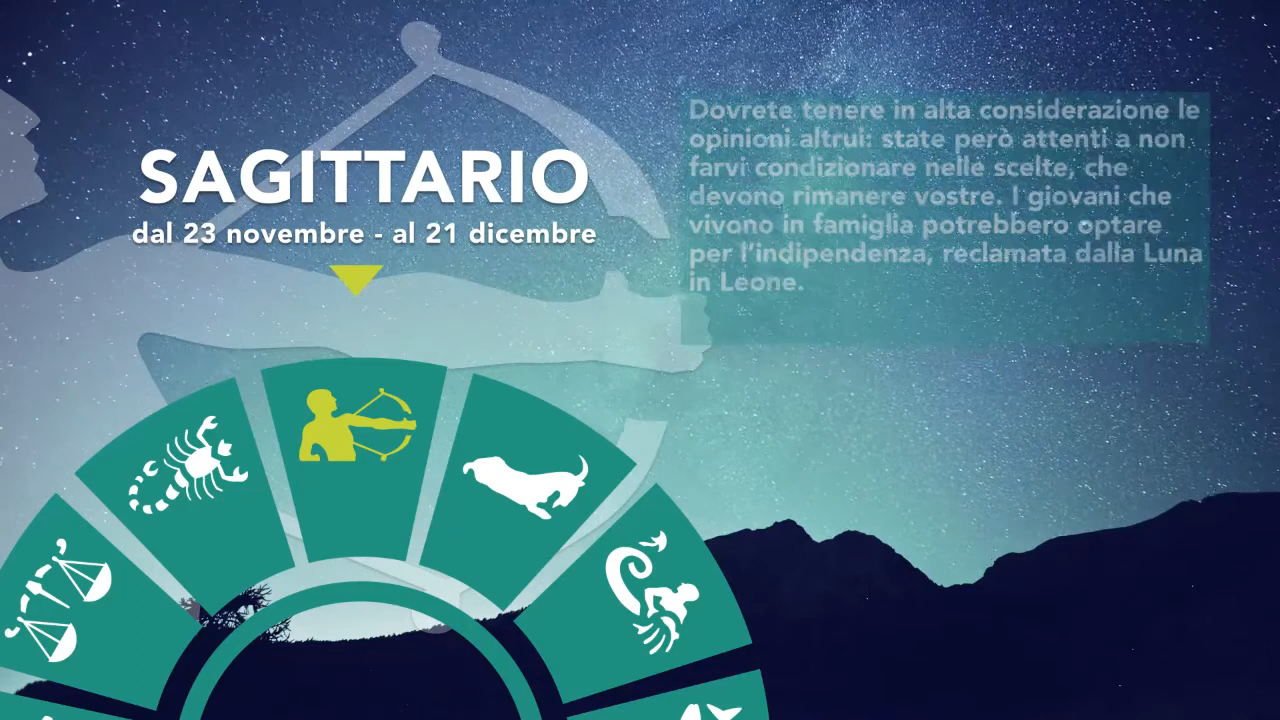 SAGITTARIO
dal 23 novembre - al 21 dicembre
Dovrete tenere in alta considerazione le
opinioni altrui: state però attenti a non
farvi condizionare nelle scelte, che
devono rimanere vostre. I giovani che
vivono in famiglia potrebbero optare
per l’indipendenza, reclamata dalla Luna
in Leone.